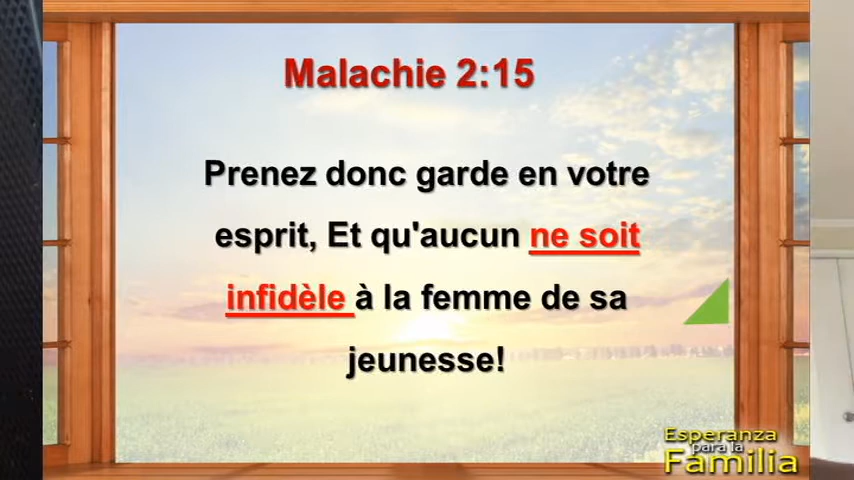 Malachie 2:15
Prenez donc garde en votre
esprit, Et qu'aucun ne soit
infidèle à la femme de sa
jeunesse!
Esperanza
para la
Familia